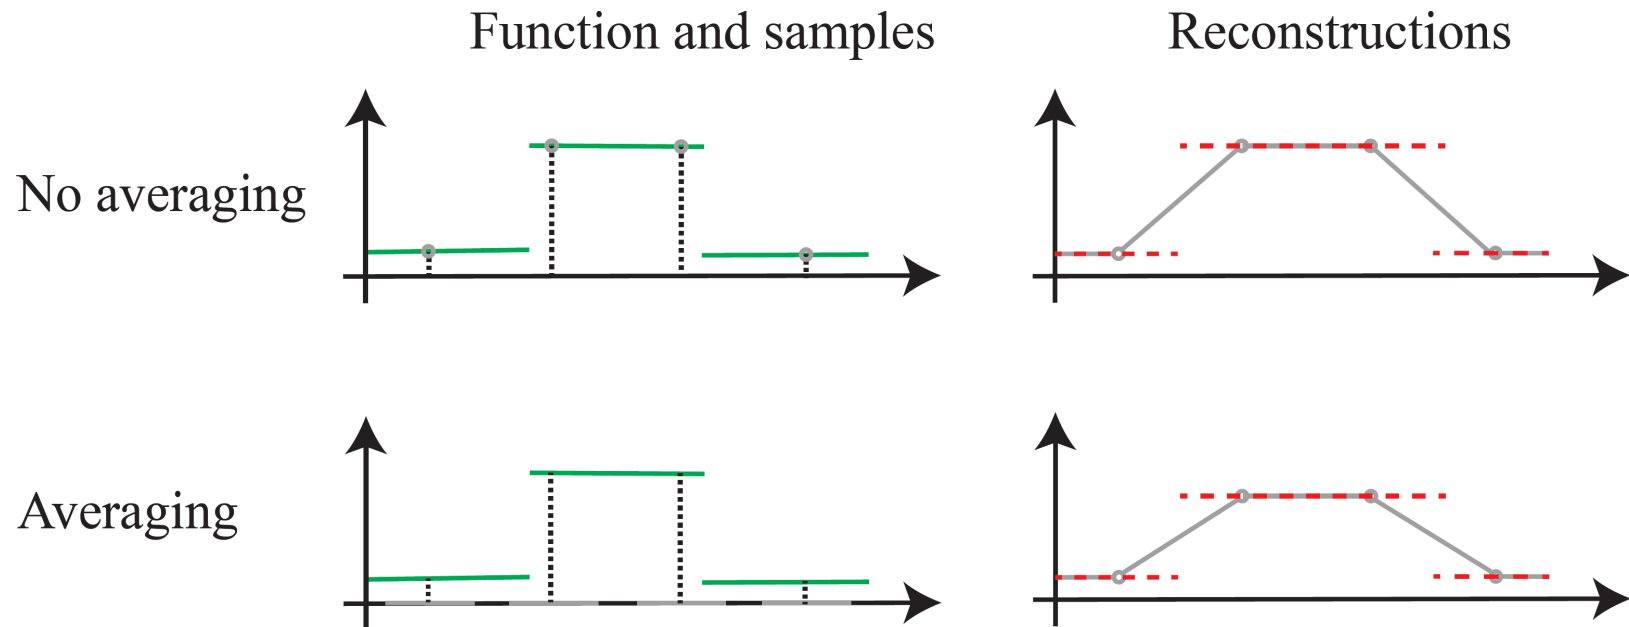 Function and samples
Reconstructions
No averaging
Averaging